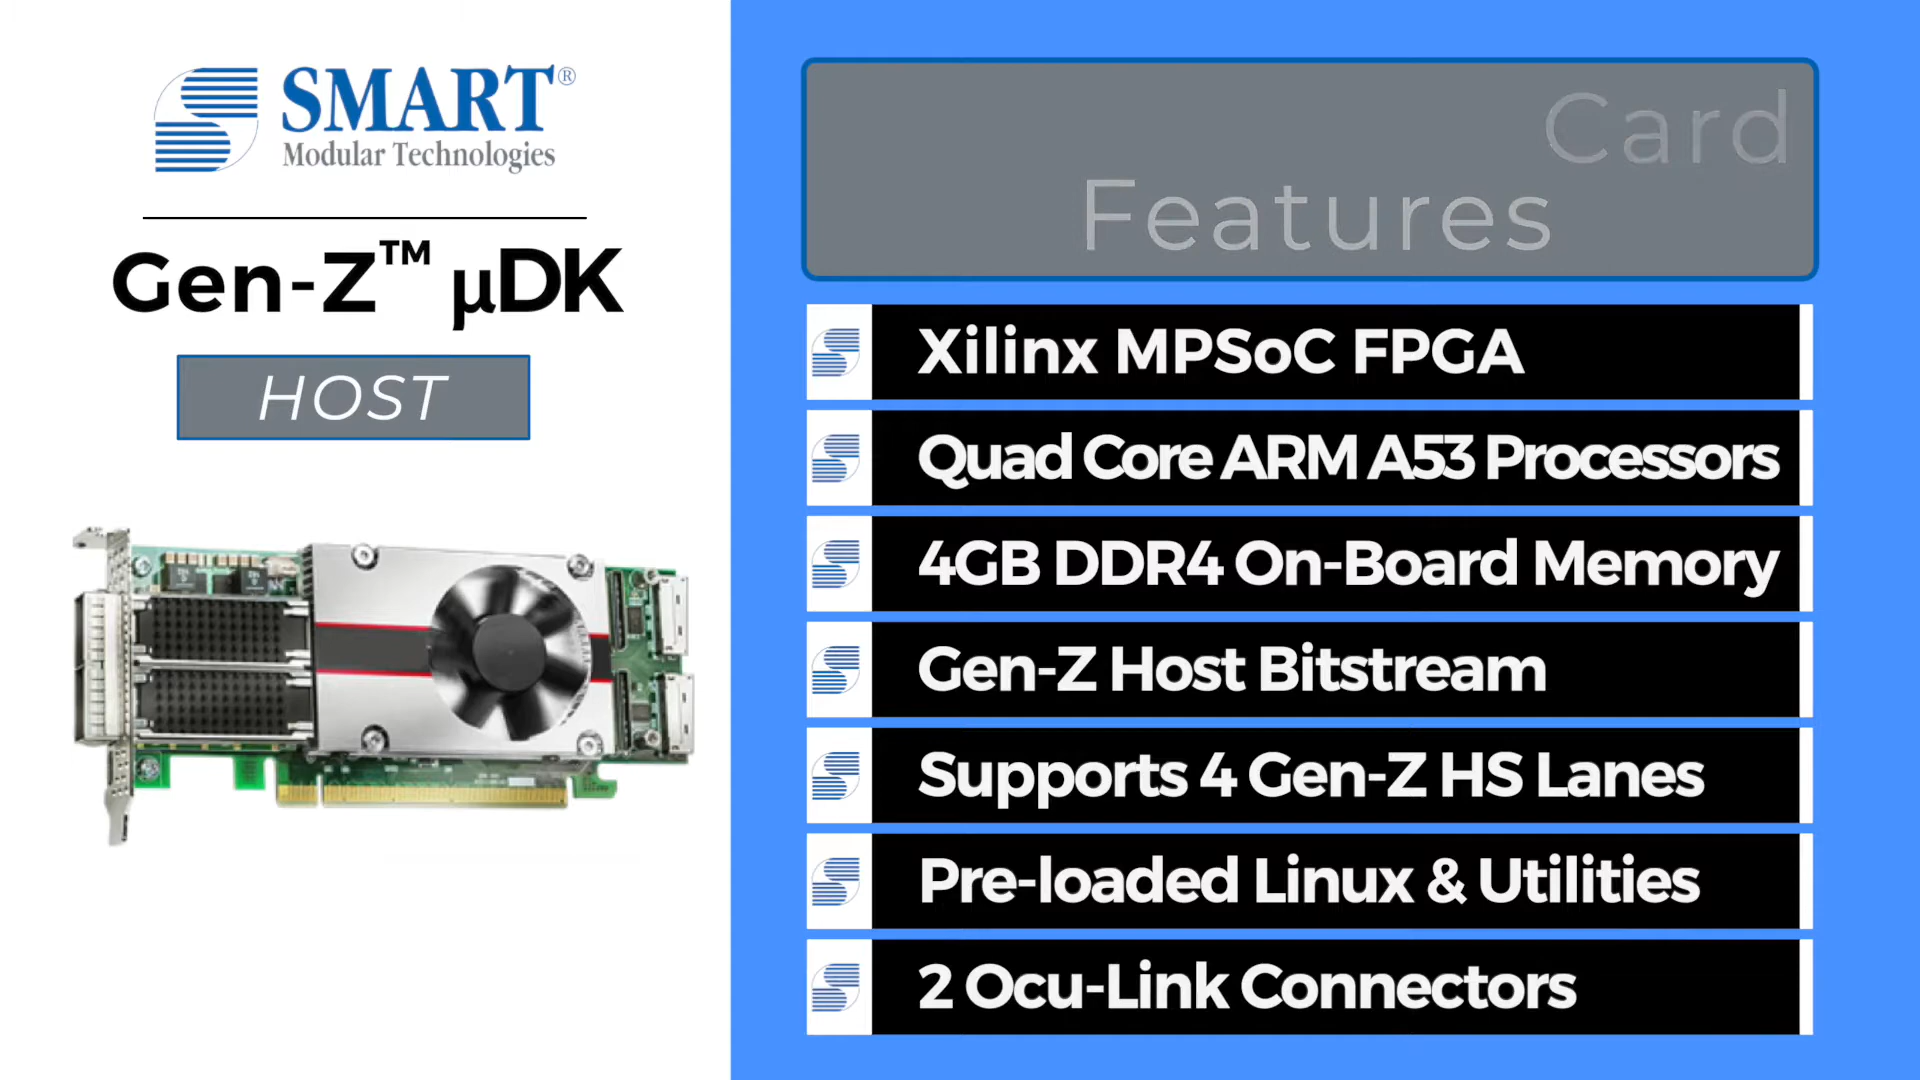 SMART®
Modular Technologies
Gen-Z™ µDK
HOST
Card
Features
Xilinx MPSoC FPGA
Quad Core ARM A53 Processors
4GB DDR4 On-Board Memory
Gen-Z Host Bitstream
Supports 4 Gen-Z HS Lanes
Pre-loaded Linux & Utilities
2 Ocu-Link Connectors